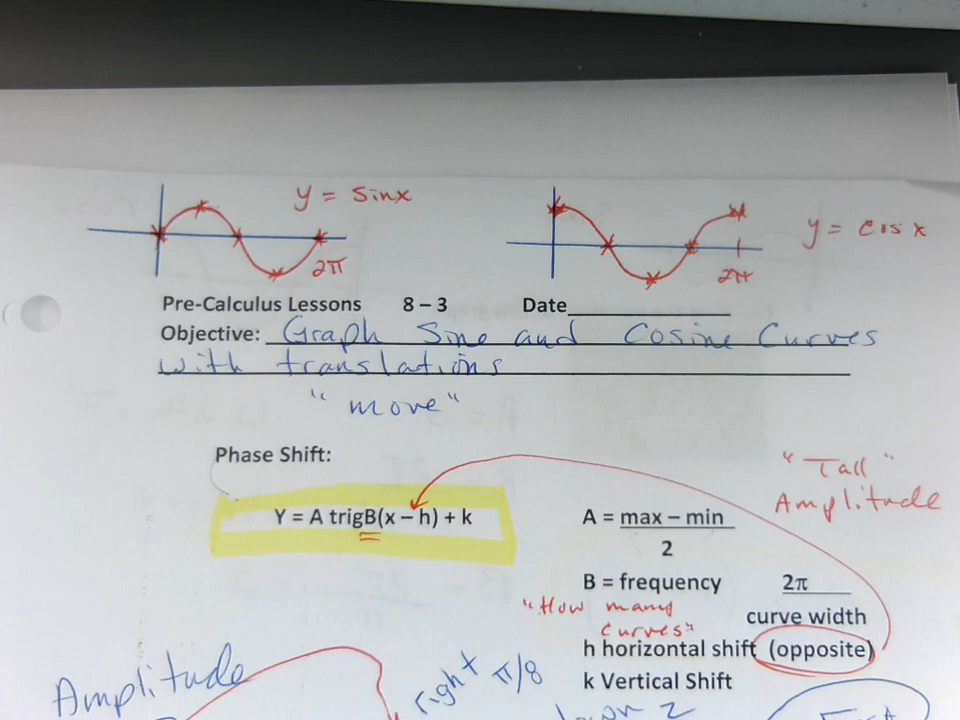 y = sinx
2π
y = cos x
2π
Pre-Calculus Lessons 8 – 3 Date
Objective: Graph Sine and Cosine Curves
with translations
"move"
Phase Shift:
"Tall"
Amplitude
Y = A trigB(x – h) + k
A = max – min
2
B = frequency 2π
curve width
"How many
curves"
h horizontal shift (opposite)
k Vertical Shift
Amplitude
right π/8
down 2